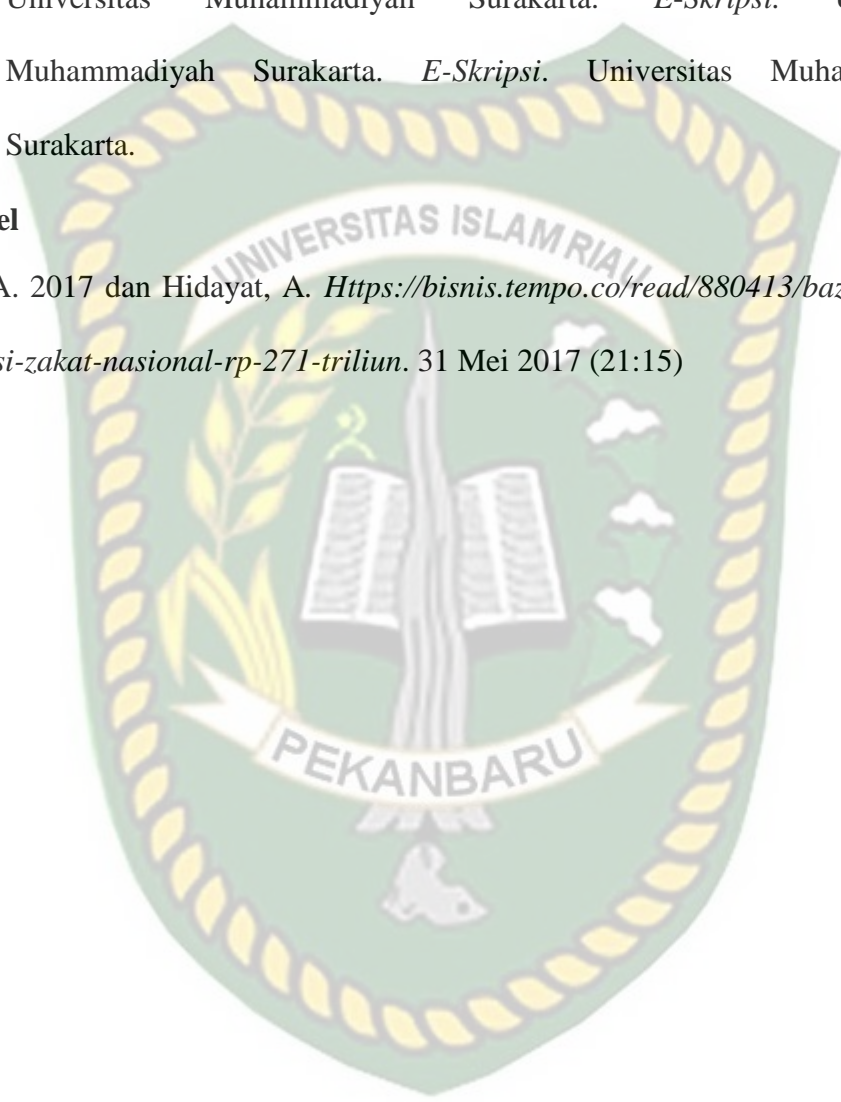 Universitas Muhammadiyah Surakarta. E-Skripsi.
Muhammadiyah Surakarta. E-Skripsi. Universitas Muha
Surakarta.
el
A. 2017 dan Hidayat, A. Https://bisnis.tempo.co/read/880413/baz
si-zakat-nasional-rp-271-triliun. 31 Mei 2017 (21:15)
UNIVERSITAS ISLAM RIAU
PEKANBARU